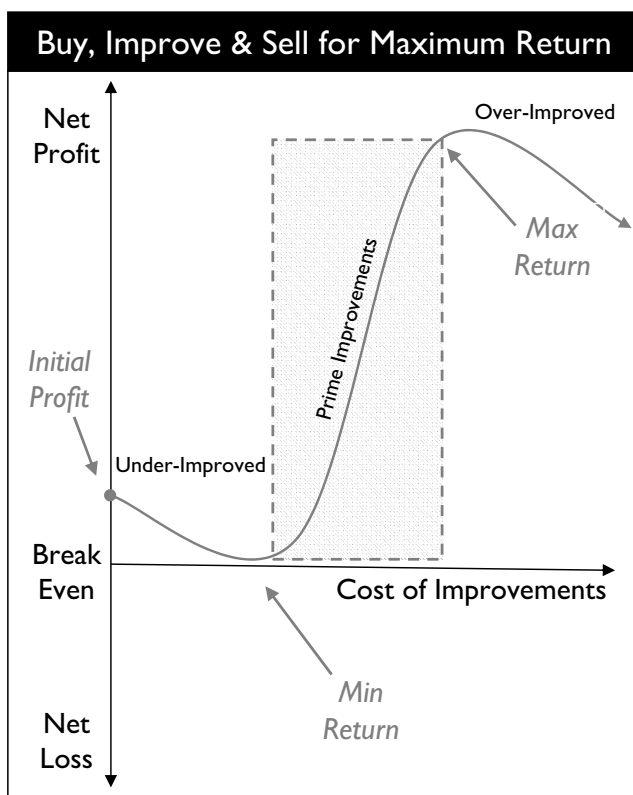 Buy, Improve & Sell for Maximum Return
Net
Profit
Over-Improved
Max
Return
Prime Improvements
Initial
Profit
Under-Improved
Break
Even
Cost of Improvements
Min
Return
Net
Loss